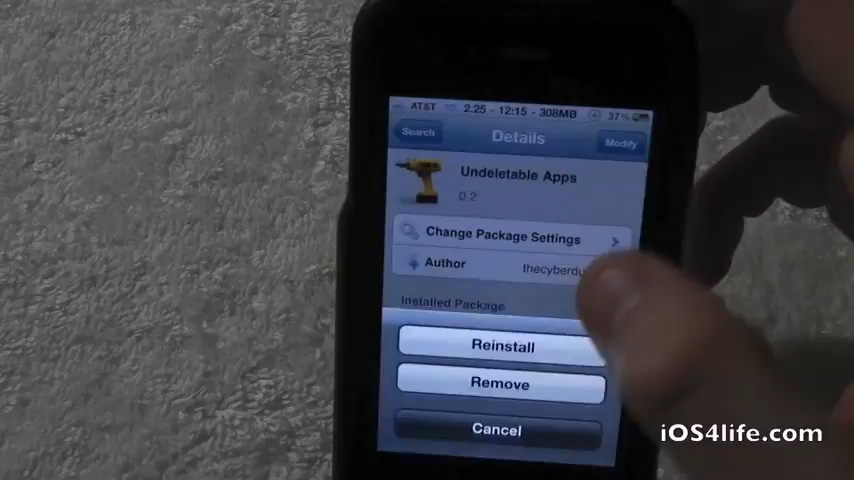 AT&T 2:25 - 12:15 - 308MB 37%
Search Details Modify
Undeletable Apps
0.2
Change Package Settings
Author
Installed Package
Reinstall
Remove
Cancel
iOS4life.com